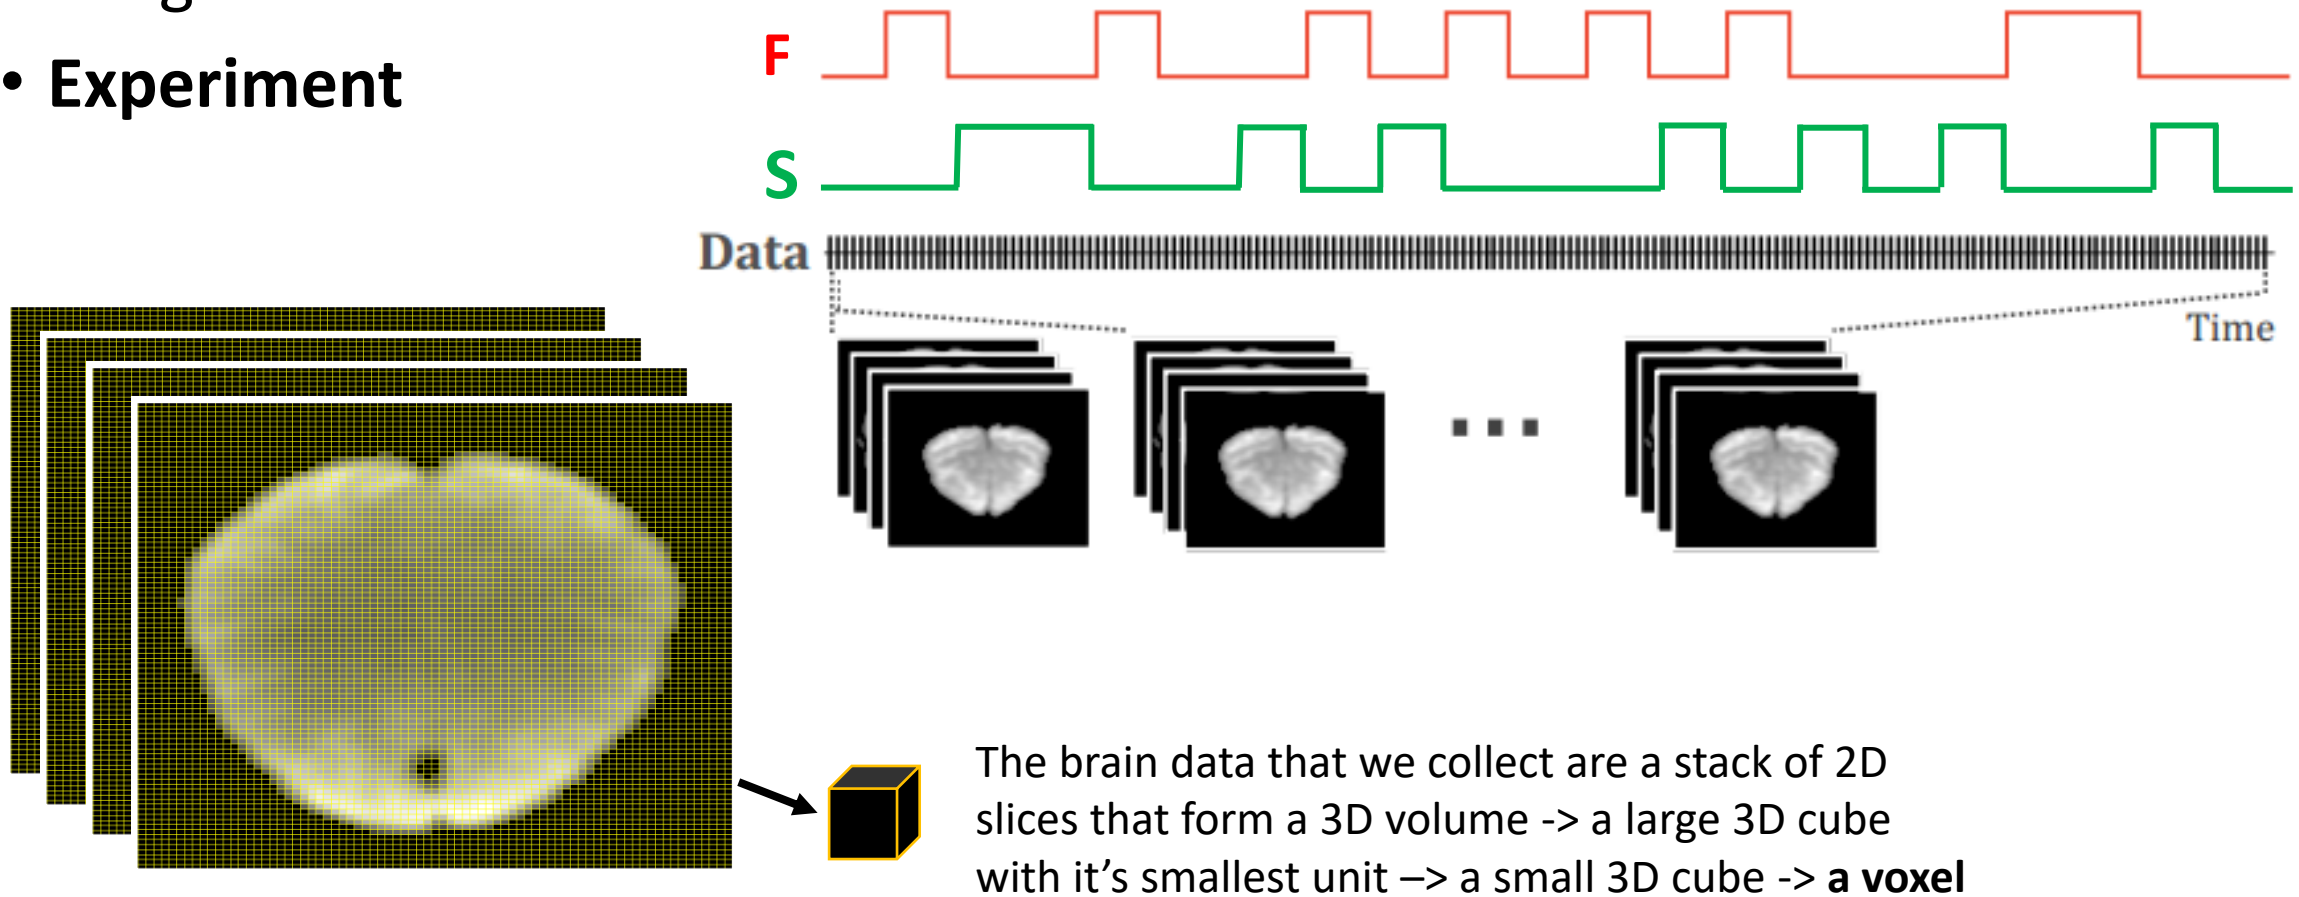 • Experiment
F
S
Data
Time
The brain data that we collect are a stack of 2D
slices that form a 3D volume -> a large 3D cube
with it's smallest unit –> a small 3D cube -> a voxel